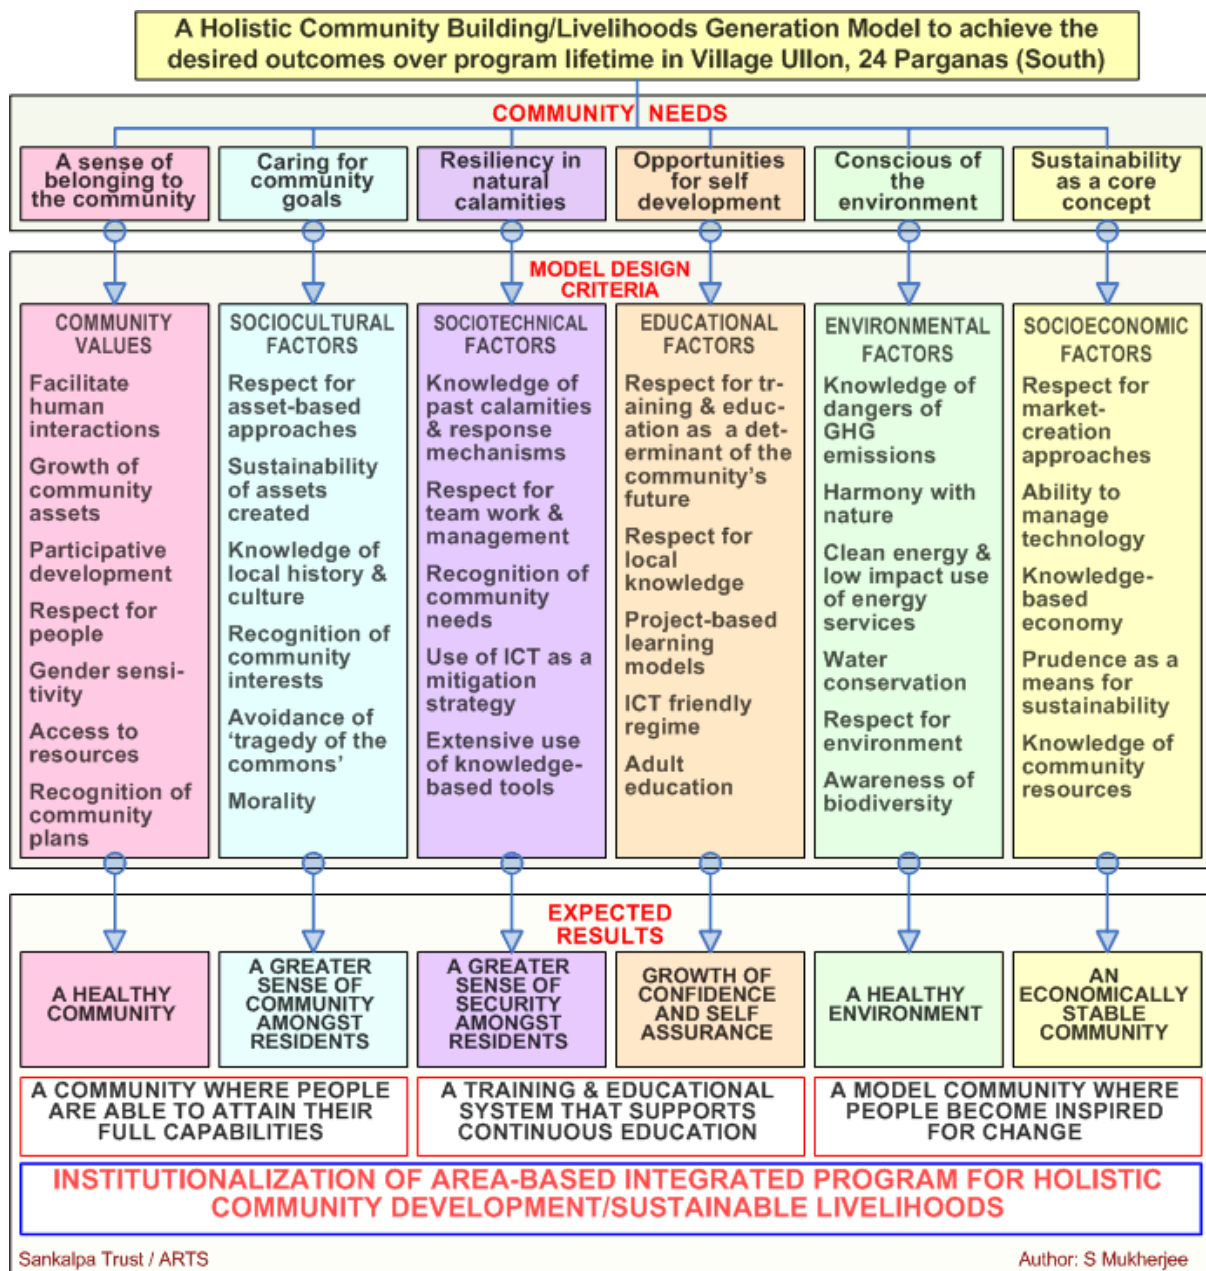 A Holistic Community Building/Livelihoods Generation Model to achieve the
desired outcomes over program lifetime in Village Ullon, 24 Parganas (South)
COMMUNITY NEEDS
A sense of
belonging to
the community
Caring for
community
goals
Resiliency in
natural
calamities
Opportunities
for self
development
Conscious of
the
environment
Sustainability
as a core
concept
MODEL DESIGN
CRITERIA
COMMUNITY
VALUES
Facilitate
human
interactions
Growth of
community
assets
Participative
development
Respect for
people
Gender sensi-
tivity
Access to
resources
Recognition of
community
plans
SOCIOCULTURAL
FACTORS
Respect for
asset-based
approaches
Sustainability
of assets
created
Knowledge of
local history &
culture
Recognition of
community
interests
Avoidance of
‘tragedy of the
commons’
Morality
SOCIOTECHNICAL
FACTORS
Knowledge of
past calamities
& response
mechanisms
Respect for
team work &
management
Recognition of
community
needs
Use of ICT as a
mitigation
strategy
Extensive use
of knowledge-
based tools
EDUCATIONAL
FACTORS
Respect for tr-
aining & educ-
ation as a det-
erminant of the
community’s
future
Respect for
local
knowledge
Project-based
learning
models
ICT friendly
regime
Adult
education
ENVIRONMENTAL
FACTORS
Knowledge of
dangers of
GHG
emissions
Harmony with
nature
Clean energy &
low impact use
of energy
services
Water
conservation
Respect for
environment
Awareness of
biodiversity
SOCIOECONOMIC
FACTORS
Respect for
market-
creation
approaches
Ability to
manage
technology
Knowledge-
based
economy
Prudence as a
means for
sustainability
Knowledge of
community
resources
EXPECTED
RESULTS
A HEALTHY
COMMUNITY
A GREATER
SENSE OF
COMMUNITY
AMONGST
RESIDENTS
A GREATER
SENSE OF
SECURITY
AMONGST
RESIDENTS
GROWTH OF
CONFIDENCE
AND SELF
ASSURANCE
A HEALTHY
ENVIRONMENT
AN
ECONOMICALLY
STABLE
COMMUNITY
A COMMUNITY WHERE PEOPLE
ARE ABLE TO ATTAIN THEIR
FULL CAPABILITIES
A TRAINING & EDUCATIONAL
SYSTEM THAT SUPPORTS
CONTINUOUS EDUCATION
A MODEL COMMUNITY WHERE
PEOPLE BECOME INSPIRED
FOR CHANGE
INSTITUTIONALIZATION OF AREA-BASED INTEGRATED PROGRAM FOR HOLISTIC
COMMUNITY DEVELOPMENT/SUSTAINABLE LIVELIHOODS
Sankalpa Trust / ARTS
Author: S Mukherjee